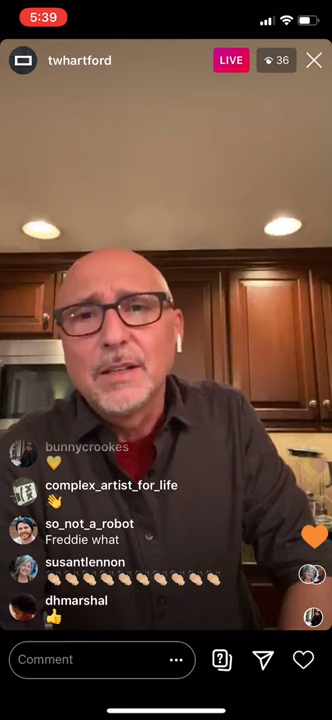 5:39
twhartford
LIVE
36
bunnycrookes
complex_artist_for_life
so_not_a_robot
Freddie what
susantlennon
dhmarshal
Comment